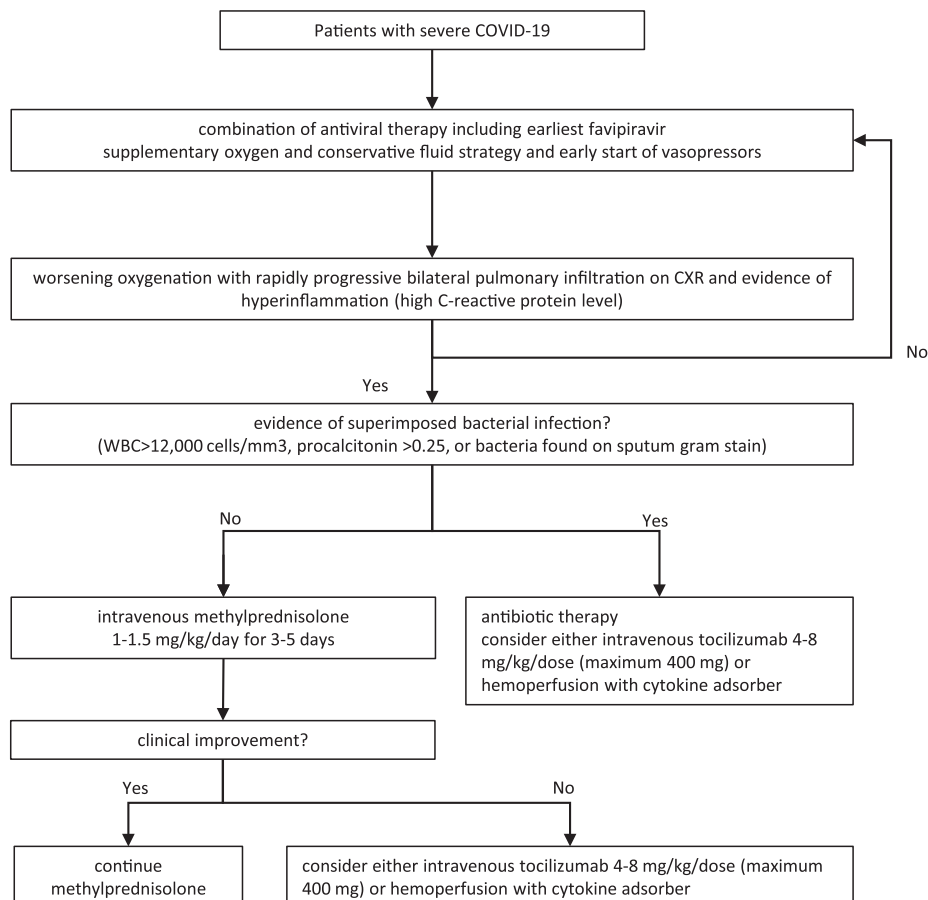 Patients with severe COVID-19
combination of antiviral therapy including earliest favipiravir
supplementary oxygen and conservative fluid strategy and early start of vasopressors
worsening oxygenation with rapidly progressive bilateral pulmonary infiltration on CXR and evidence of
hyperinflammation (high C-reactive protein level)
No
Yes
evidence of superimposed bacterial infection?
(WBC>12,000 cells/mm3, procalcitonin >0.25, or bacteria found on sputum gram stain)
No
Yes
intravenous methylprednisolone
1-1.5 mg/kg/day for 3-5 days
antibiotic therapy
consider either intravenous tocilizumab 4-8
mg/kg/dose (maximum 400 mg) or
hemoperfusion with cytokine adsorber
clinical improvement?
Yes
No
continue
methylprednisolone
consider either intravenous tocilizumab 4-8 mg/kg/dose (maximum
400 mg) or hemoperfusion with cytokine adsorber